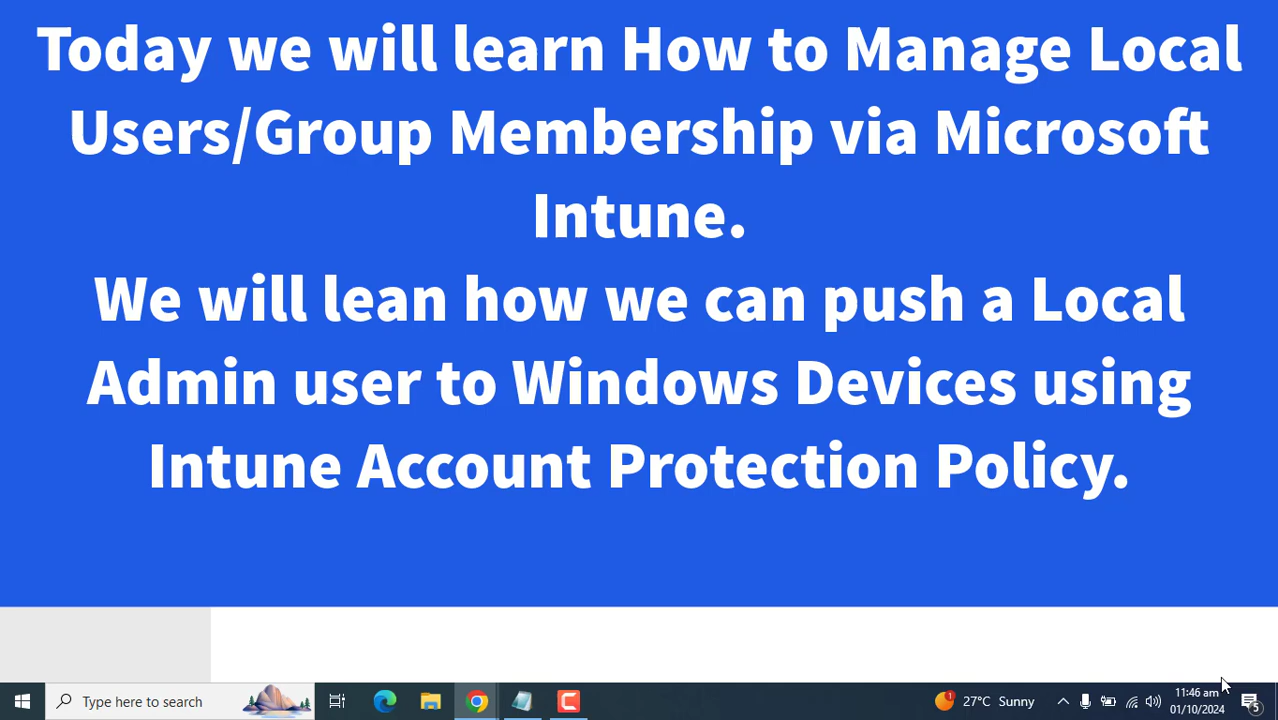 Today we will learn How to Manage Local
Users/Group Membership via Microsoft
Intune.
We will lean how we can push a Local
Admin user to Windows Devices using
Intune Account Protection Policy.
Type here to search
1
27°C Sunny
11:46 am
01/10/2024
5